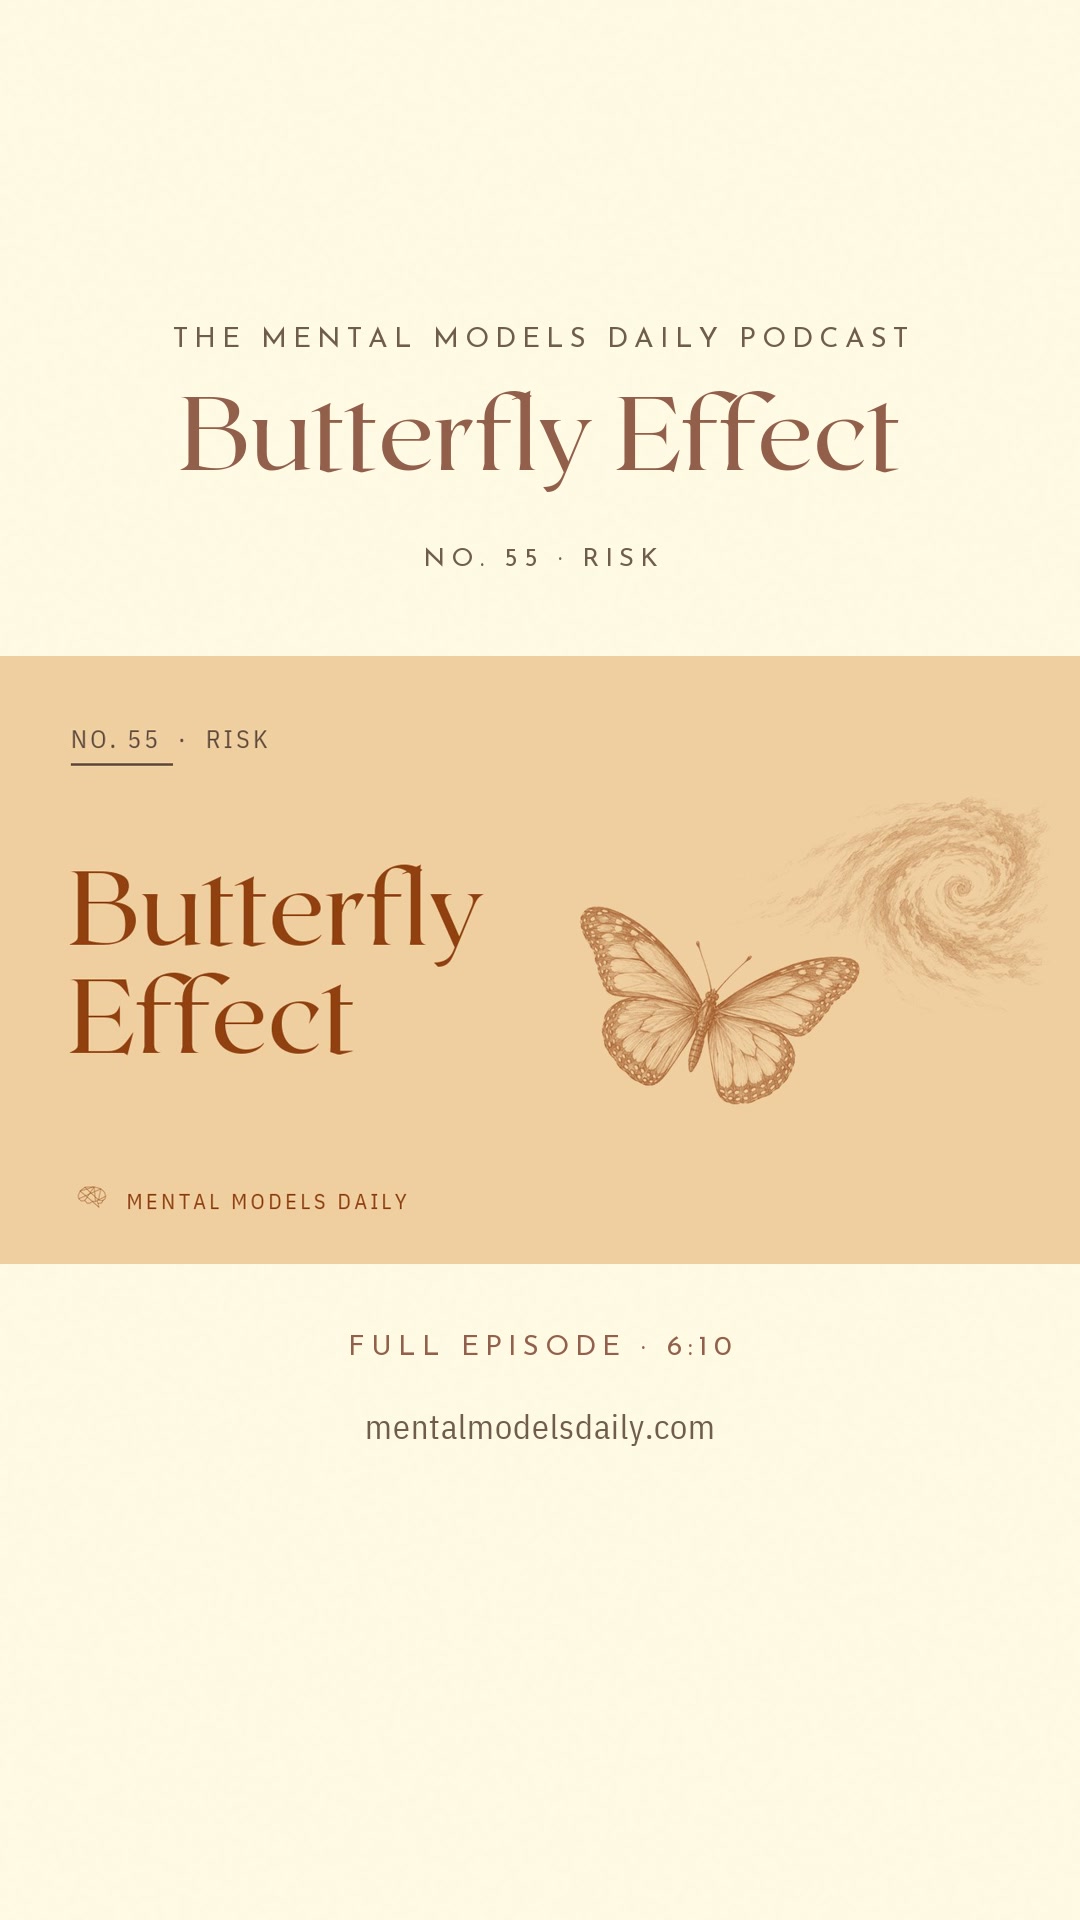 THE MENTAL MODELS DAILY PODCAST
Butterfly Effect
NO. 55 · RISK
NO. 55 · RISK
Butterfly
Effect
MENTAL MODELS DAILY
FULL EPISODE · 6:10
mentalmodelsdaily.com